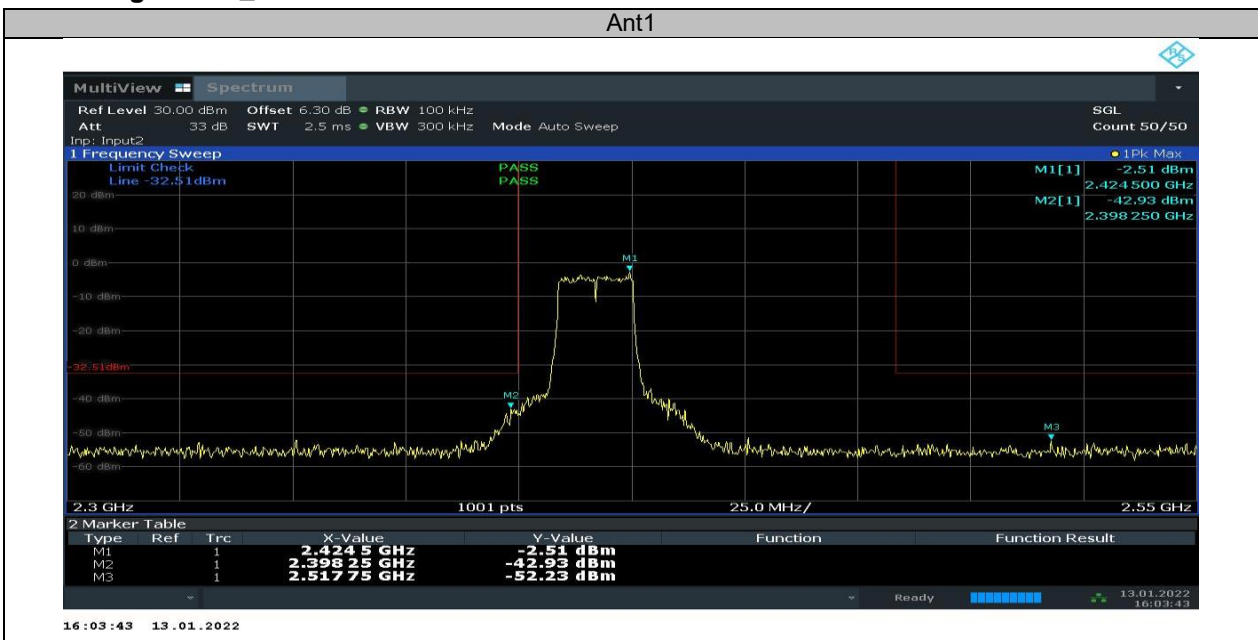 Ant1
R&S
MultiView Spectrum
Ref Level 30.00 dBm Offset 6.30 dB RBW 100 kHz SGL
Att 33 dB SWT 2.5 ms VBW 300 kHz Mode Auto Sweep Count 50/50
Inp: Input2
1 Frequency Sweep 1Pk Max
Limit Check PASS M1[1] -2.51 dBm
Line -32.51dBm PASS 2.424 500 GHz
20 dBm M2[1] -42.93 dBm
2.398 250 GHz
10 dBm
M1
0 dBm
-10 dBm
-20 dBm
-32.51dBm
M2
-40 dBm
M3
-50 dBm
-60 dBm
2.3 GHz 1001 pts 25.0 MHz/ 2.55 GHz
2 Marker Table
Type Ref Trc X-Value Y-Value Function Function Result
M1 1 2.424 5 GHz -2.51 dBm
M2 1 2.398 25 GHz -42.93 dBm
M3 1 2.517 75 GHz -52.23 dBm
Ready 13.01.2022
16:03:43
16:03:43 13.01.2022